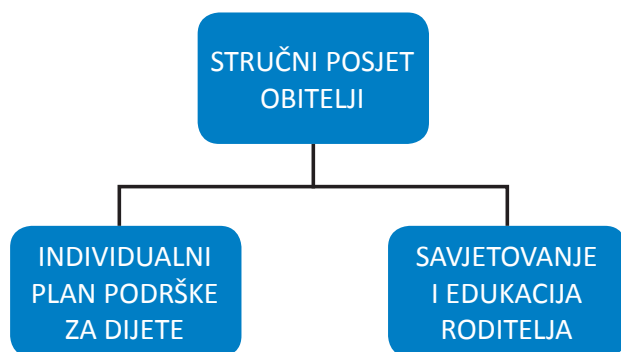 STRUČNI POSJET
OBITELJI
INDIVIDUALNI
PLAN PODRŠKE
ZA DIJETE
SAVJETOVANJE
I EDUKACIJA
RODITELJA